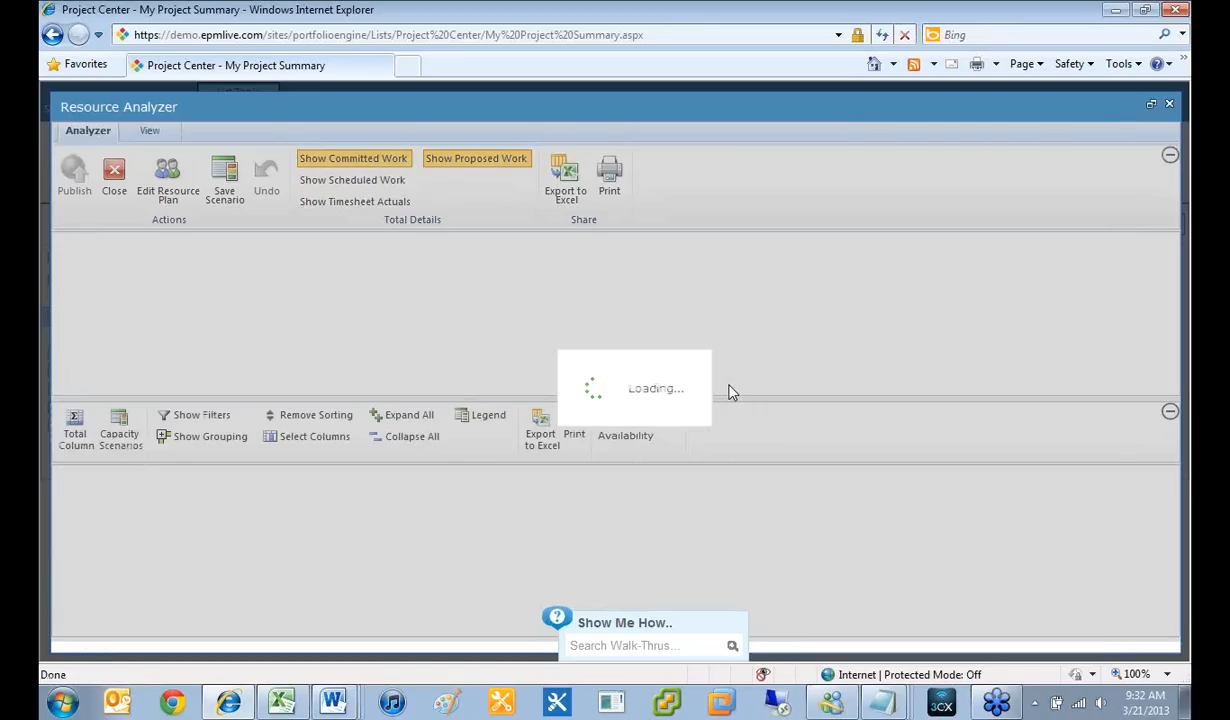 Project Center - My Project Summary - Windows Internet Explorer
https://demo.epmlive.com/sites/portfolioengine/Lists/Project%20Center/My%20Project%20Summary.aspx
Bing
Favorites
Project Center - My Project Summary
Page
Safety
Tools
Resource Analyzer
Analyzer
View
Show Committed Work
Show Proposed Work
Publish
Close
Edit Resource
Plan
Save
Scenario
Undo
Show Scheduled Work
Show Timesheet Actuals
Export to
Excel
Print
Actions
Total Details
Share
Loading...
Total
Column
Capacity
Scenarios
Show Filters
Remove Sorting
Expand All
Legend
Show Grouping
Select Columns
Collapse All
Export
to Excel
Print
Availability
Show Me How..
Search Walk-Thrus...
Done
Internet | Protected Mode: Off
100%
3CX
9:32 AM
3/21/2013